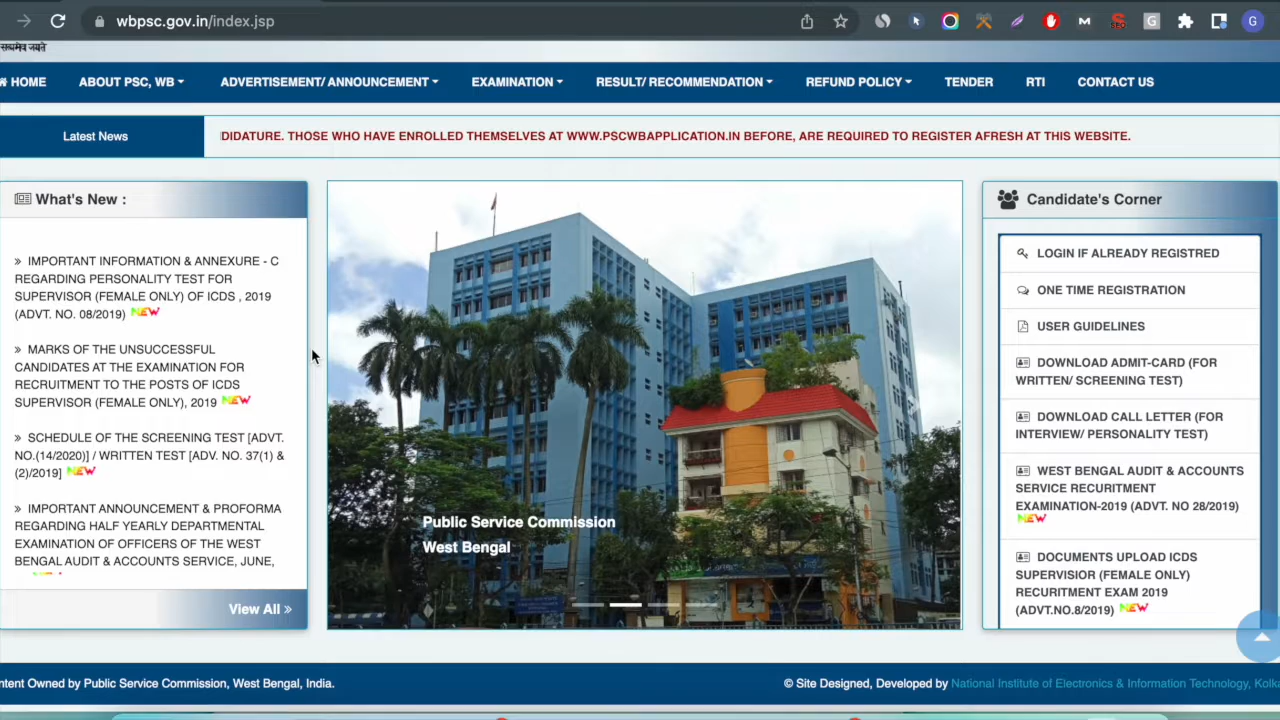 wbpsc.gov.in/index.jsp
सत्यमेव जयते
HOME ABOUT PSC, WB ADVERTISEMENT/ ANNOUNCEMENT EXAMINATION RESULT/ RECOMMENDATION REFUND POLICY TENDER RTI CONTACT US
Latest News
DIDATURE. THOSE WHO HAVE ENROLLED THEMSELVES AT WWW.PSCWBAPPLICATION.IN BEFORE, ARE REQUIRED TO REGISTER AFRESH AT THIS WEBSITE.
What's New :
» IMPORTANT INFORMATION & ANNEXURE - C
REGARDING PERSONALITY TEST FOR
SUPERVISOR (FEMALE ONLY) OF ICDS , 2019
(ADVT. NO. 08/2019) NEW
» MARKS OF THE UNSUCCESSFUL
CANDIDATES AT THE EXAMINATION FOR
RECRUITMENT TO THE POSTS OF ICDS
SUPERVISOR (FEMALE ONLY), 2019 NEW
» SCHEDULE OF THE SCREENING TEST [ADVT.
NO.(14/2020)] / WRITTEN TEST [ADV. NO. 37(1) &
(2)/2019] NEW
» IMPORTANT ANNOUNCEMENT & PROFORMA
REGARDING HALF YEARLY DEPARTMENTAL
EXAMINATION OF OFFICERS OF THE WEST
BENGAL AUDIT & ACCOUNTS SERVICE, JUNE,
View All »
Public Service Commission
West Bengal
Candidate's Corner
LOGIN IF ALREADY REGISTRED
ONE TIME REGISTRATION
USER GUIDELINES
DOWNLOAD ADMIT-CARD (FOR
WRITTEN/ SCREENING TEST)
DOWNLOAD CALL LETTER (FOR
INTERVIEW/ PERSONALITY TEST)
WEST BENGAL AUDIT & ACCOUNTS
SERVICE RECURITMENT
EXAMINATION-2019 (ADVT. NO 28/2019)
NEW
DOCUMENTS UPLOAD ICDS
SUPERVISIOR (FEMALE ONLY)
RECURITMENT EXAM 2019
(ADVT.NO.8/2019) NEW
ntent Owned by Public Service Commission, West Bengal, India.
© Site Designed, Developed by National Institute of Electronics & Information Technology, Kolk